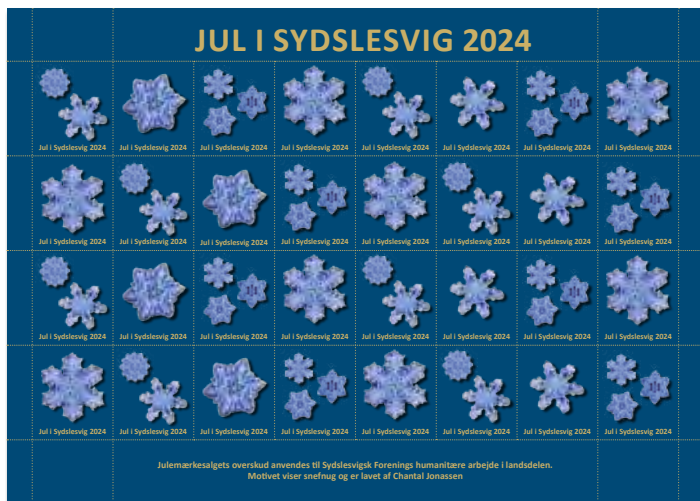 JUL I SYDSLESVIG 2024
Jul i Sydslesvig 2024 Jul i Sydslesvig 2024 Jul i Sydslesvig 2024 Jul i Sydslesvig 2024 Jul i Sydslesvig 2024 Jul i Sydslesvig 2024 Jul i Sydslesvig 2024 Jul i Sydslesvig 2024
Jul i Sydslesvig 2024 Jul i Sydslesvig 2024 Jul i Sydslesvig 2024 Jul i Sydslesvig 2024 Jul i Sydslesvig 2024 Jul i Sydslesvig 2024 Jul i Sydslesvig 2024 Jul i Sydslesvig 2024
Jul i Sydslesvig 2024 Jul i Sydslesvig 2024 Jul i Sydslesvig 2024 Jul i Sydslesvig 2024 Jul i Sydslesvig 2024 Jul i Sydslesvig 2024 Jul i Sydslesvig 2024 Jul i Sydslesvig 2024
Jul i Sydslesvig 2024 Jul i Sydslesvig 2024 Jul i Sydslesvig 2024 Jul i Sydslesvig 2024 Jul i Sydslesvig 2024 Jul i Sydslesvig 2024 Jul i Sydslesvig 2024 Jul i Sydslesvig 2024
Julemærkesalgets overskud anvendes til Sydslesvigsk Forenings humanitære arbejde i landsdelen.
Motivet viser snefnug og er lavet af Chantal Jonassen